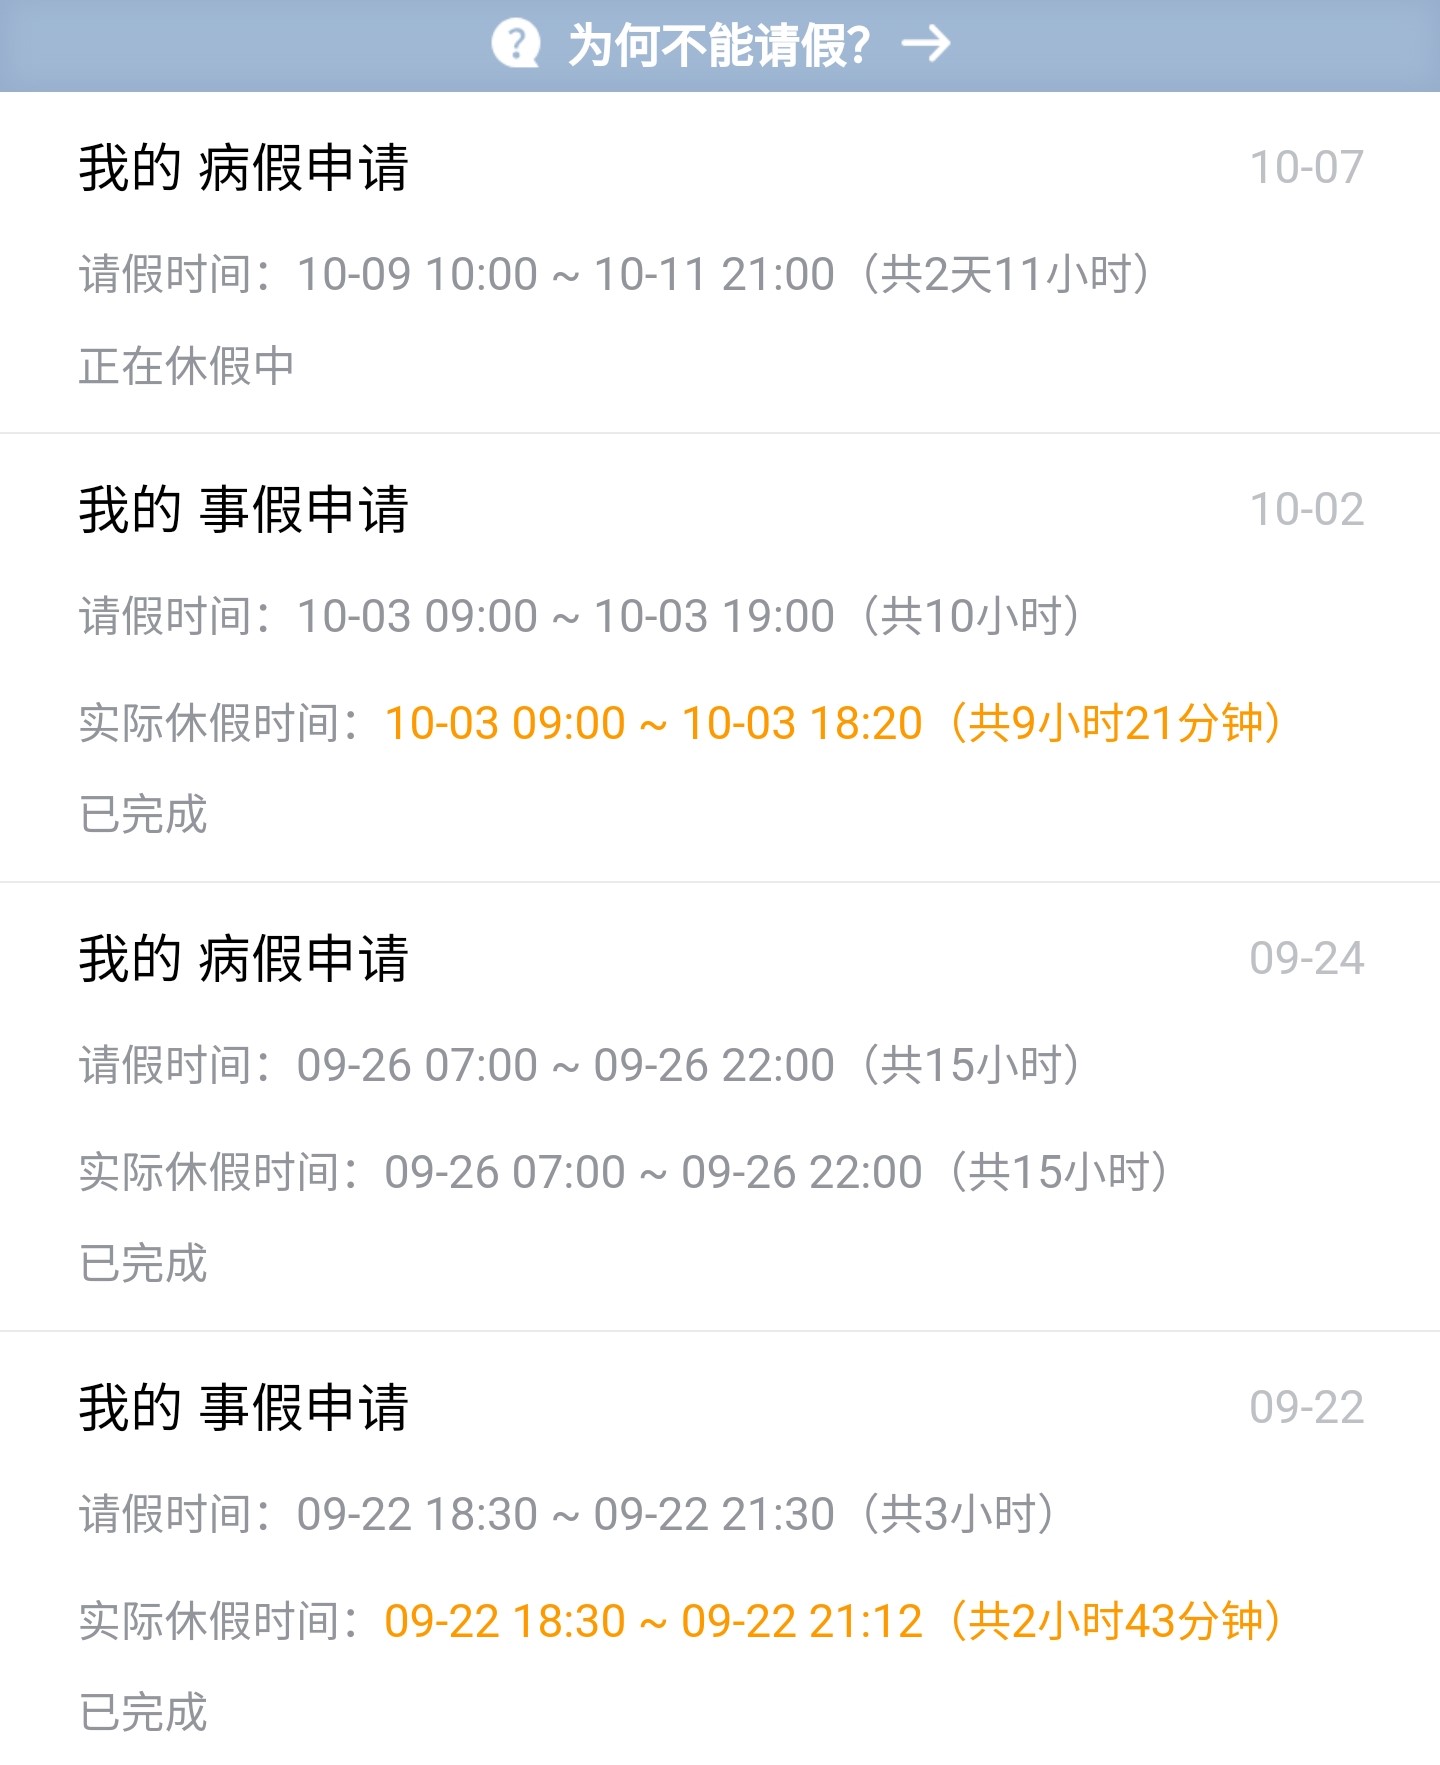 为何不能请假?
我的 病假申请 10-07
请假时间：10-09 10:00 ~ 10-11 21:00（共2天11小时）
正在休假中
我的 事假申请 10-02
请假时间：10-03 09:00 ~ 10-03 19:00（共10小时）
实际休假时间：10-03 09:00 ~ 10-03 18:20（共9小时21分钟）
已完成
我的 病假申请 09-24
请假时间：09-26 07:00 ~ 09-26 22:00（共15小时）
实际休假时间：09-26 07:00 ~ 09-26 22:00（共15小时）
已完成
我的 事假申请 09-22
请假时间：09-22 18:30 ~ 09-22 21:30（共3小时）
实际休假时间：09-22 18:30 ~ 09-22 21:12（共2小时43分钟）
已完成